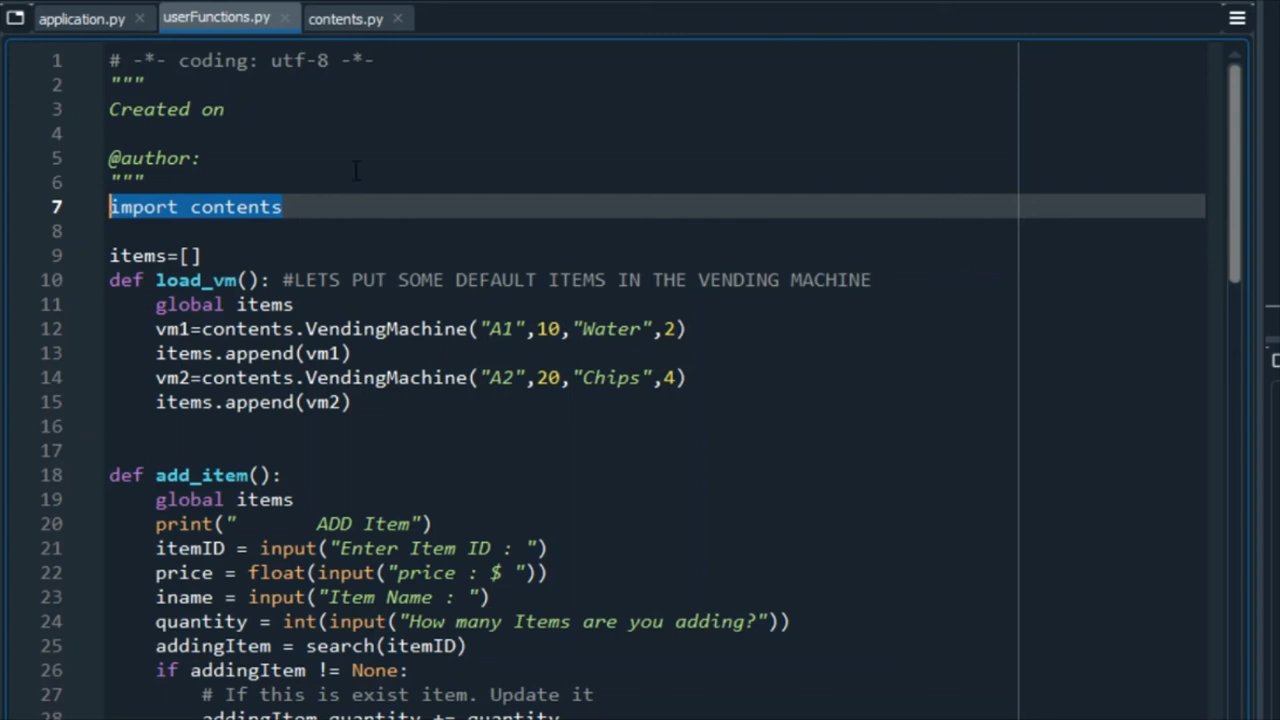 application.py userFunctions.py contents.py
1 # -*- coding: utf-8 -*-
2 """
3 Created on
4
5 @author:
6 """
7 import contents
8
9 items=[]
10 def load_vm(): #LETS PUT SOME DEFAULT ITEMS IN THE VENDING MACHINE
11 global items
12 vm1=contents.VendingMachine("A1",10,"Water",2)
13 items.append(vm1)
14 vm2=contents.VendingMachine("A2",20,"Chips",4)
15 items.append(vm2)
16
17
18 def add_item():
19 global items
20 print("      ADD Item")
21 itemID = input("Enter Item ID : ")
22 price = float(input("price : $ "))
23 iname = input("Item Name : ")
24 quantity = int(input("How many Items are you adding?"))
25 addingItem = search(itemID)
26 if addingItem != None:
27 # If this is exist item. Update it
28 addingItem.quantity += quantity